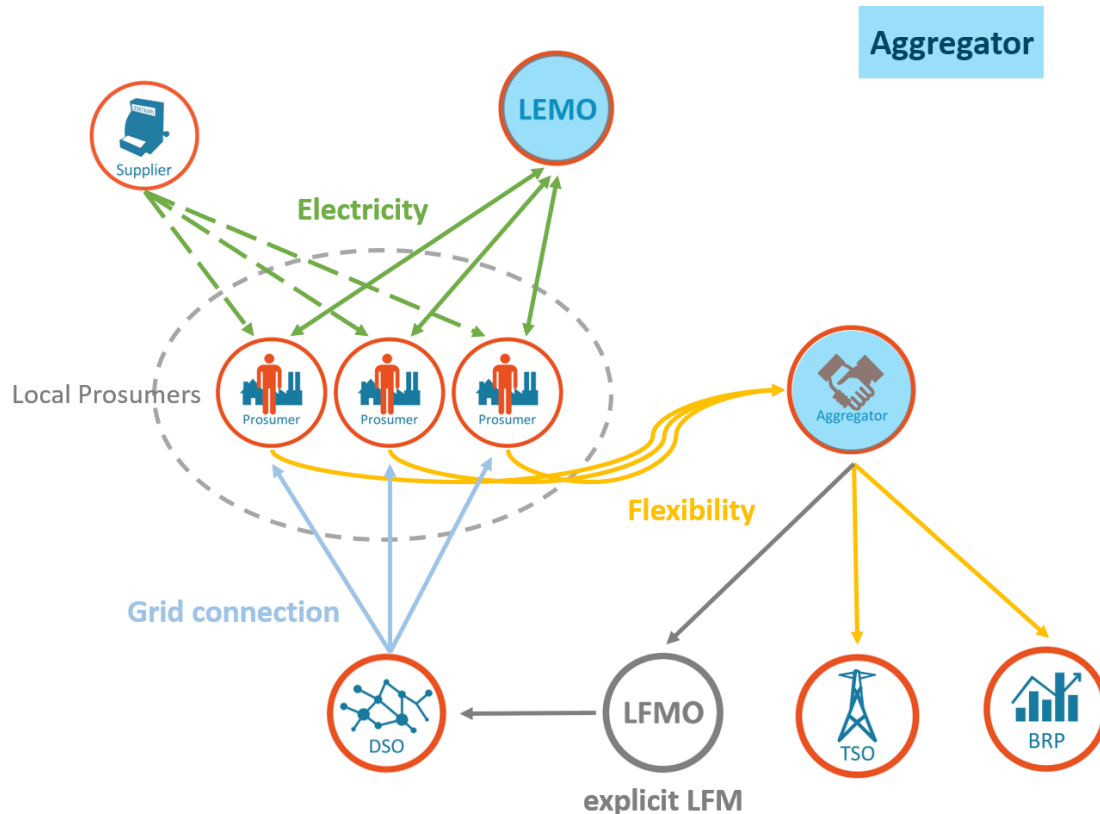 Aggregator
LEMO
Supplier
Electricity
Local Prosumers
Prosumer
Prosumer
Prosumer
Aggregator
Flexibility
Grid connection
DSO
LFMO
TSO
BRP
explicit LFM